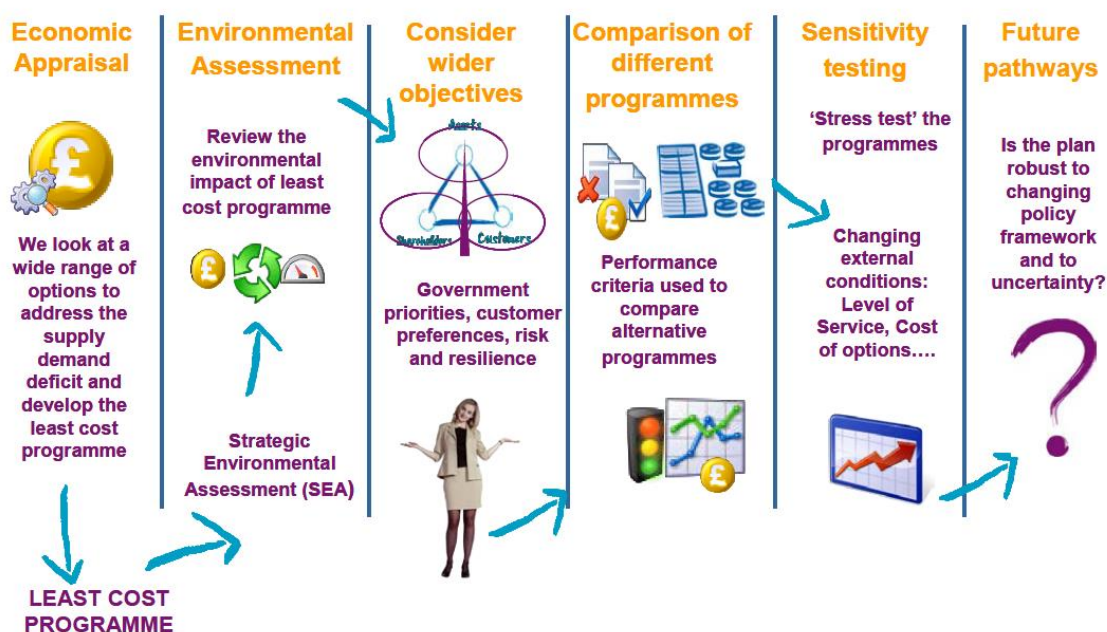 Economic
Appraisal
We look at a
wide range of
options to
address the
supply
demand
deficit and
develop the
least cost
programme
LEAST COST
PROGRAMME
Environmental
Assessment
Review the
environmental
impact of least
cost programme
Strategic
Environmental
Assessment (SEA)
Consider
wider
objectives
Assets
Shareholders
Customers
Government
priorities, customer
preferences, risk
and resilience
Comparison of
different
programmes
Performance
criteria used to
compare
alternative
programmes
Sensitivity
testing
‘Stress test’ the
programmes
Changing
external
conditions:
Level of
Service, Cost
of options….
Future
pathways
Is the plan
robust to
changing
policy
framework
and to
uncertainty?